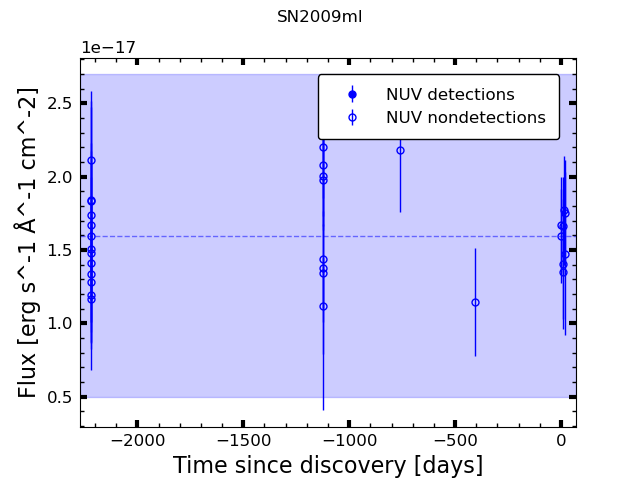 SN2009ml
1e−17
NUV detections
NUV nondetections
2.5
2.0
1.5
1.0
0.5
Flux [erg s^-1 Å^-1 cm^-2]
−2000 −1500 −1000 −500 0
Time since discovery [days]